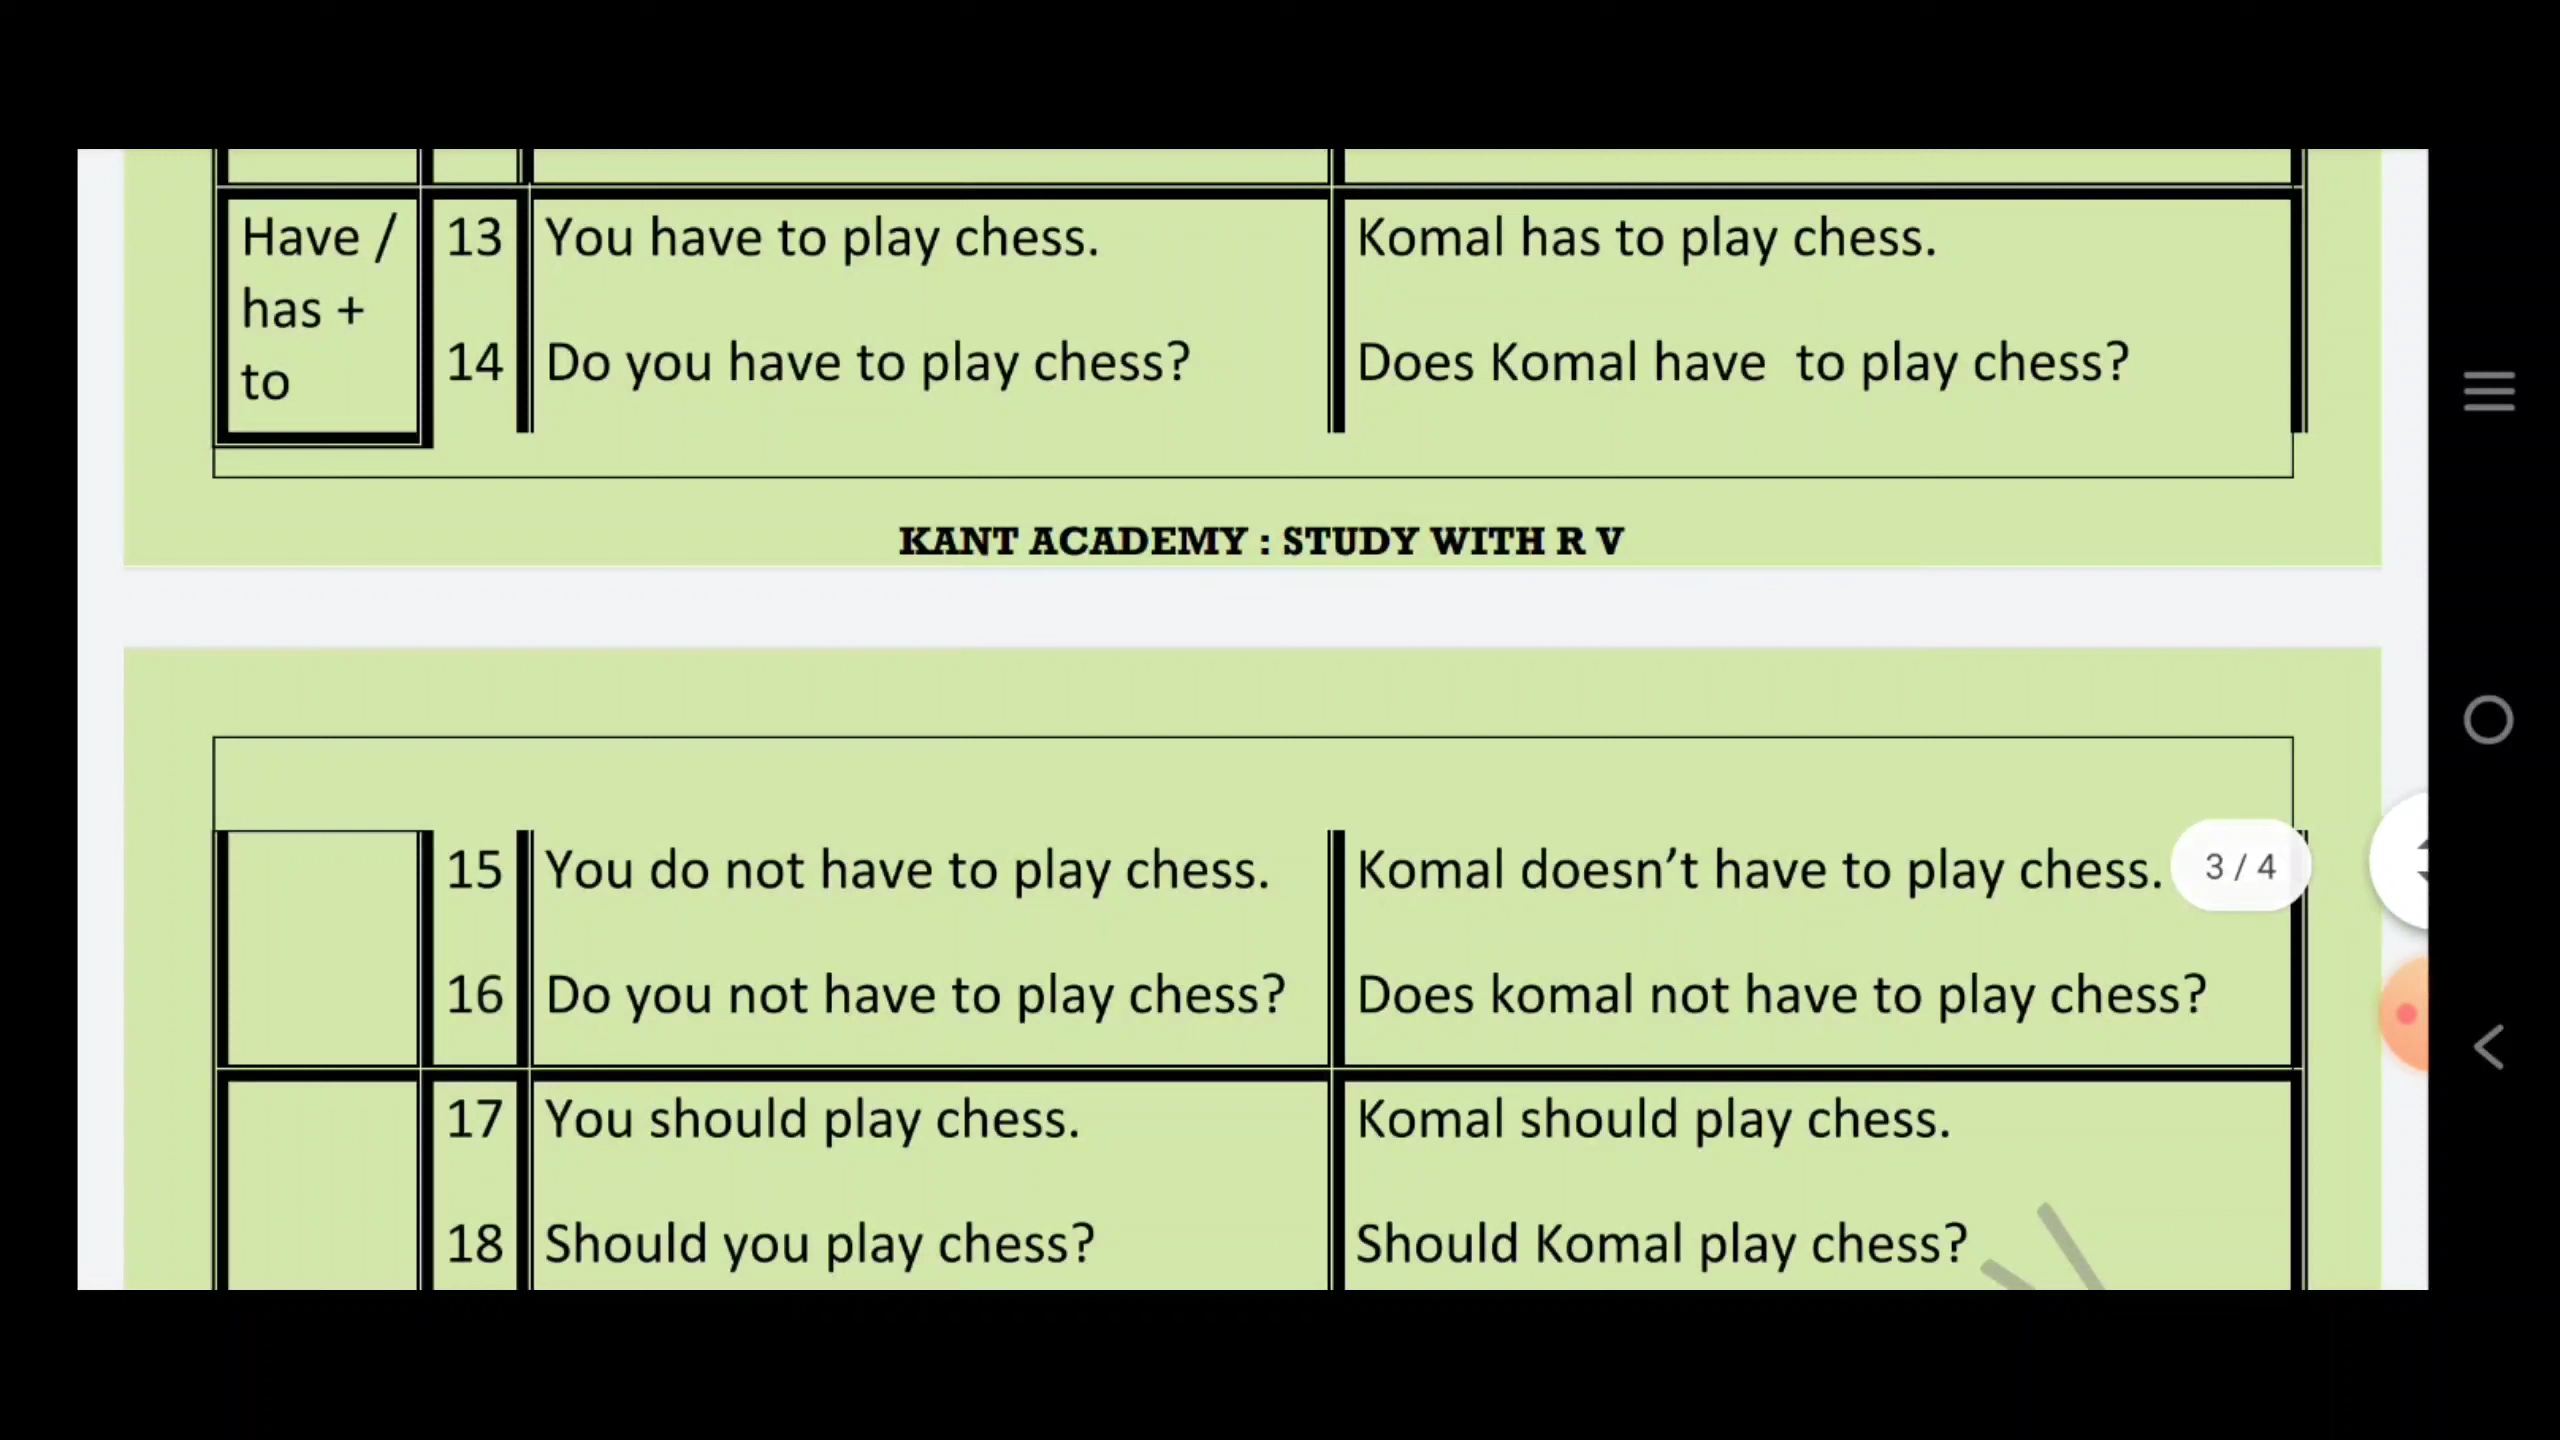 Have /
has +
to
13 You have to play chess. Komal has to play chess.
14 Do you have to play chess? Does Komal have  to play chess?
KANT ACADEMY : STUDY WITH R V
15 You do not have to play chess. Komal doesn’t have to play chess.
3 / 4
16 Do you not have to play chess? Does komal not have to play chess?
17 You should play chess. Komal should play chess.
18 Should you play chess? Should Komal play chess?